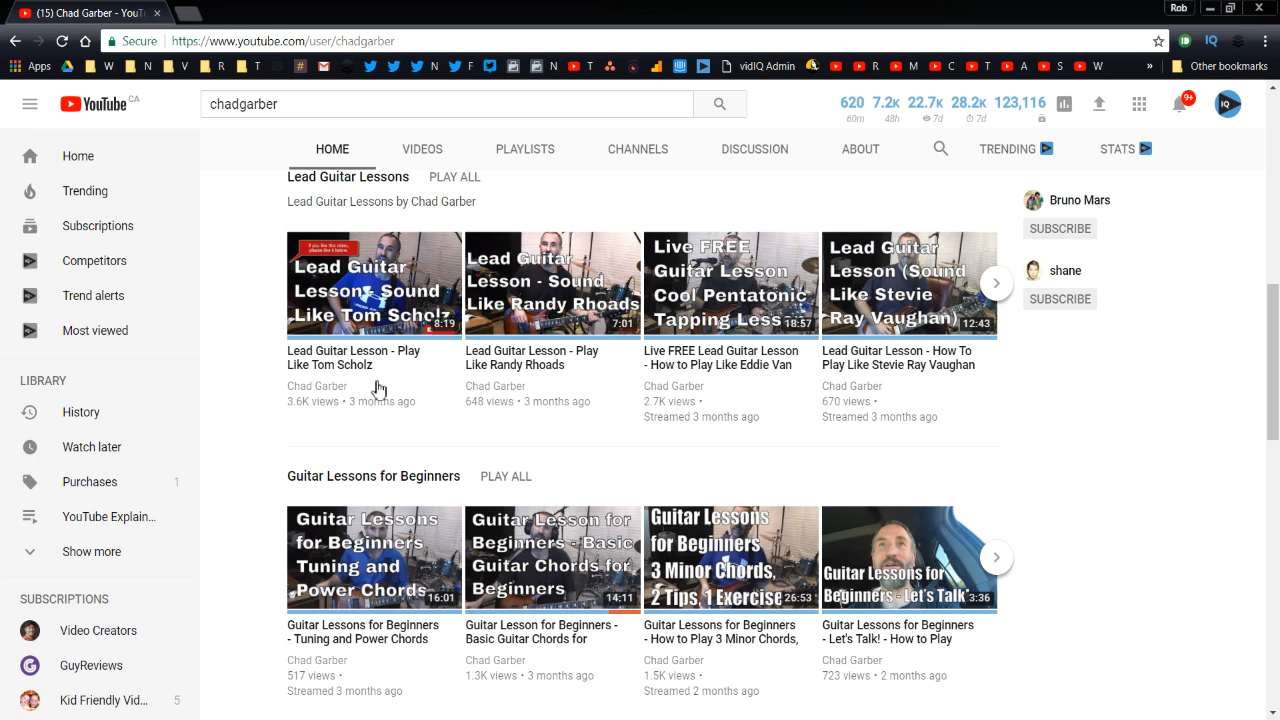 (15) Chad Garber - YouT
Rob
Secure
https://www.youtube.com/user/chadgarber
Apps W N V R T N F N T vidIQ Admin R M C T A S W » Other bookmarks
YouTube CA
chadgarber
620 7.2K 22.7K 28.2K 123,116
60m 48h 7d 7d
9+
IQ
HOME VIDEOS PLAYLISTS CHANNELS DISCUSSION ABOUT TRENDING STATS
Home
Trending
Subscriptions
Competitors
Trend alerts
Most viewed
LIBRARY
History
Watch later
Purchases 1
YouTube Explain...
Show more
SUBSCRIPTIONS
Video Creators
GuyReviews
Kid Friendly Vid... 5
Lead Guitar Lessons PLAY ALL
Lead Guitar Lessons by Chad Garber
If you like this video, please like it below.
Lead Guitar
Lesson - Sound
Like Tom Scholz
8:19
Lead Guitar Lesson - Play
Like Tom Scholz
Chad Garber
3.6K views • 3 months ago
Lead Guitar
Lesson - Sound
Like Randy Rhoads
7:01
Lead Guitar Lesson - Play
Like Randy Rhoads
Chad Garber
648 views • 3 months ago
Live FREE
Guitar Lesson
Cool Pentatonic
Tapping Less
18:57
Live FREE Lead Guitar Lesson
- How to Play Like Eddie Van
Chad Garber
2.7K views •
Streamed 3 months ago
Lead Guitar
Lesson (Sound
Like Stevie
Ray Vaughan)
12:43
Lead Guitar Lesson - How To
Play Like Stevie Ray Vaughan
Chad Garber
670 views •
Streamed 3 months ago
Guitar Lessons for Beginners PLAY ALL
Guitar Lessons
for Beginners
Tuning and
Power Chords
16:01
Guitar Lessons for Beginners
- Tuning and Power Chords
Chad Garber
517 views •
Streamed 3 months ago
Guitar Lesson for
Beginners - Basic
Guitar Chords for
Beginners
14:11
Guitar Lesson for Beginners -
Basic Guitar Chords for
Chad Garber
1.3K views • 3 months ago
Guitar Lessons
for Beginners
3 Minor Chords,
2 Tips, 1 Exercise
26:53
Guitar Lessons for Beginners
- How to Play 3 Minor Chords,
Chad Garber
1.5K views •
Streamed 2 months ago
Guitar Lessons for
Beginners - Let's Talk
3:36
Guitar Lessons for Beginners
- Let's Talk! - How to Play
Chad Garber
723 views • 2 months ago
Bruno Mars
SUBSCRIBE
shane
SUBSCRIBE